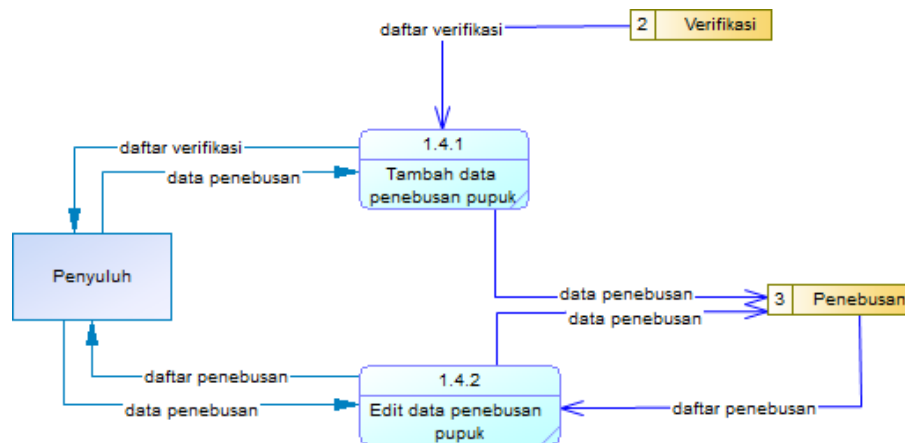 2 Verifikasi
daftar verifikasi
1.4.1
Tambah data
penebusan pupuk
daftar verifikasi
data penebusan
Penyuluh
data penebusan
3 Penebusan
data penebusan
1.4.2
Edit data penebusan
pupuk
daftar penebusan
data penebusan
daftar penebusan